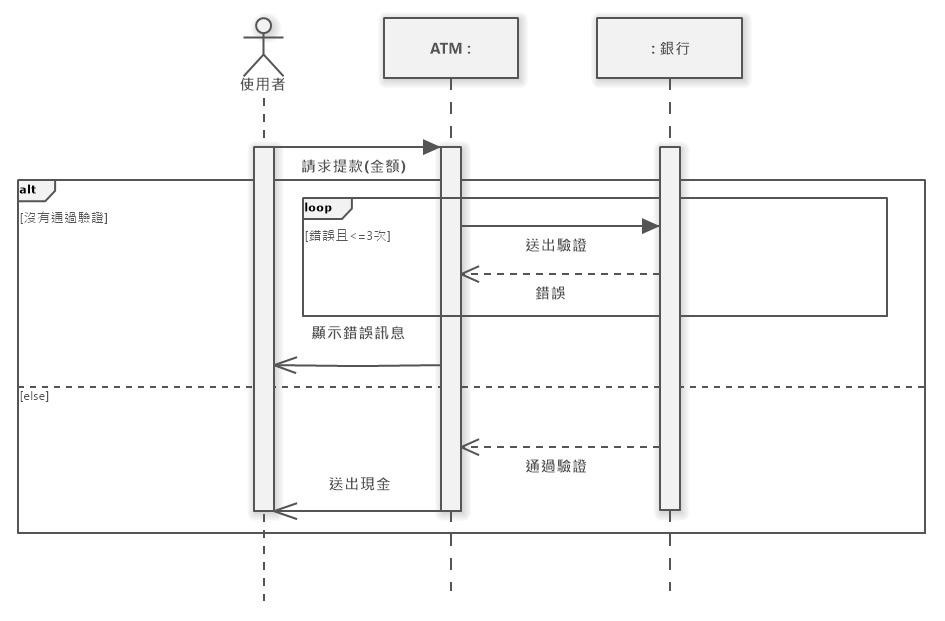 使用者
ATM :
: 銀行
請求提款(金額)
alt
[沒有通過驗證]
loop
[錯誤且<=3次]
送出驗證
錯誤
顯示錯誤訊息
[else]
通過驗證
送出現金